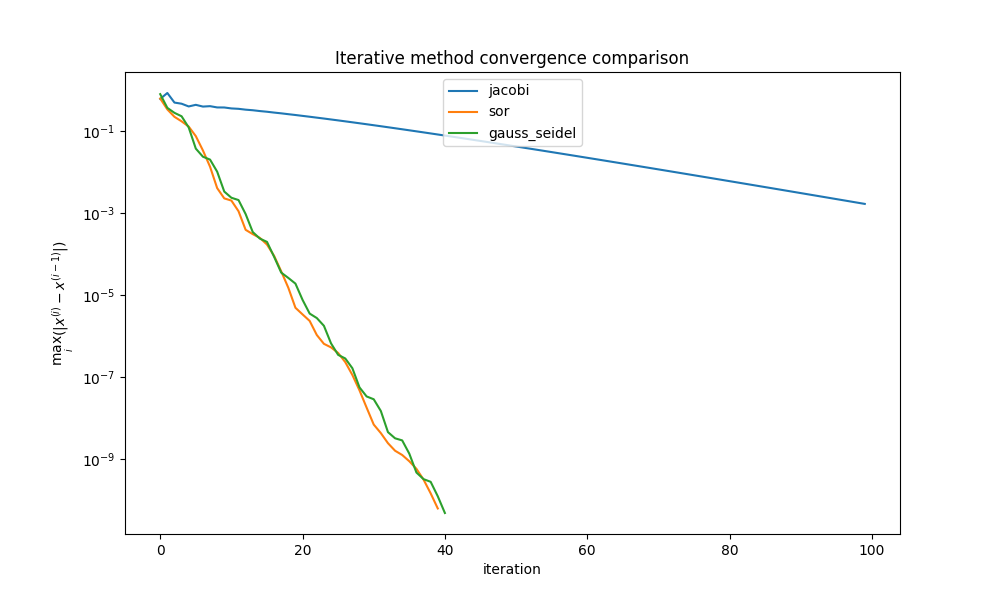 Iterative method convergence comparison
jacobi
sor
gauss_seidel
10⁻¹
10⁻³
10⁻⁵
10⁻⁷
10⁻⁹
max(|x⁽ⁱ⁾ − x⁽ⁱ⁻¹⁾|)
i
0
20
40
60
80
100
iteration